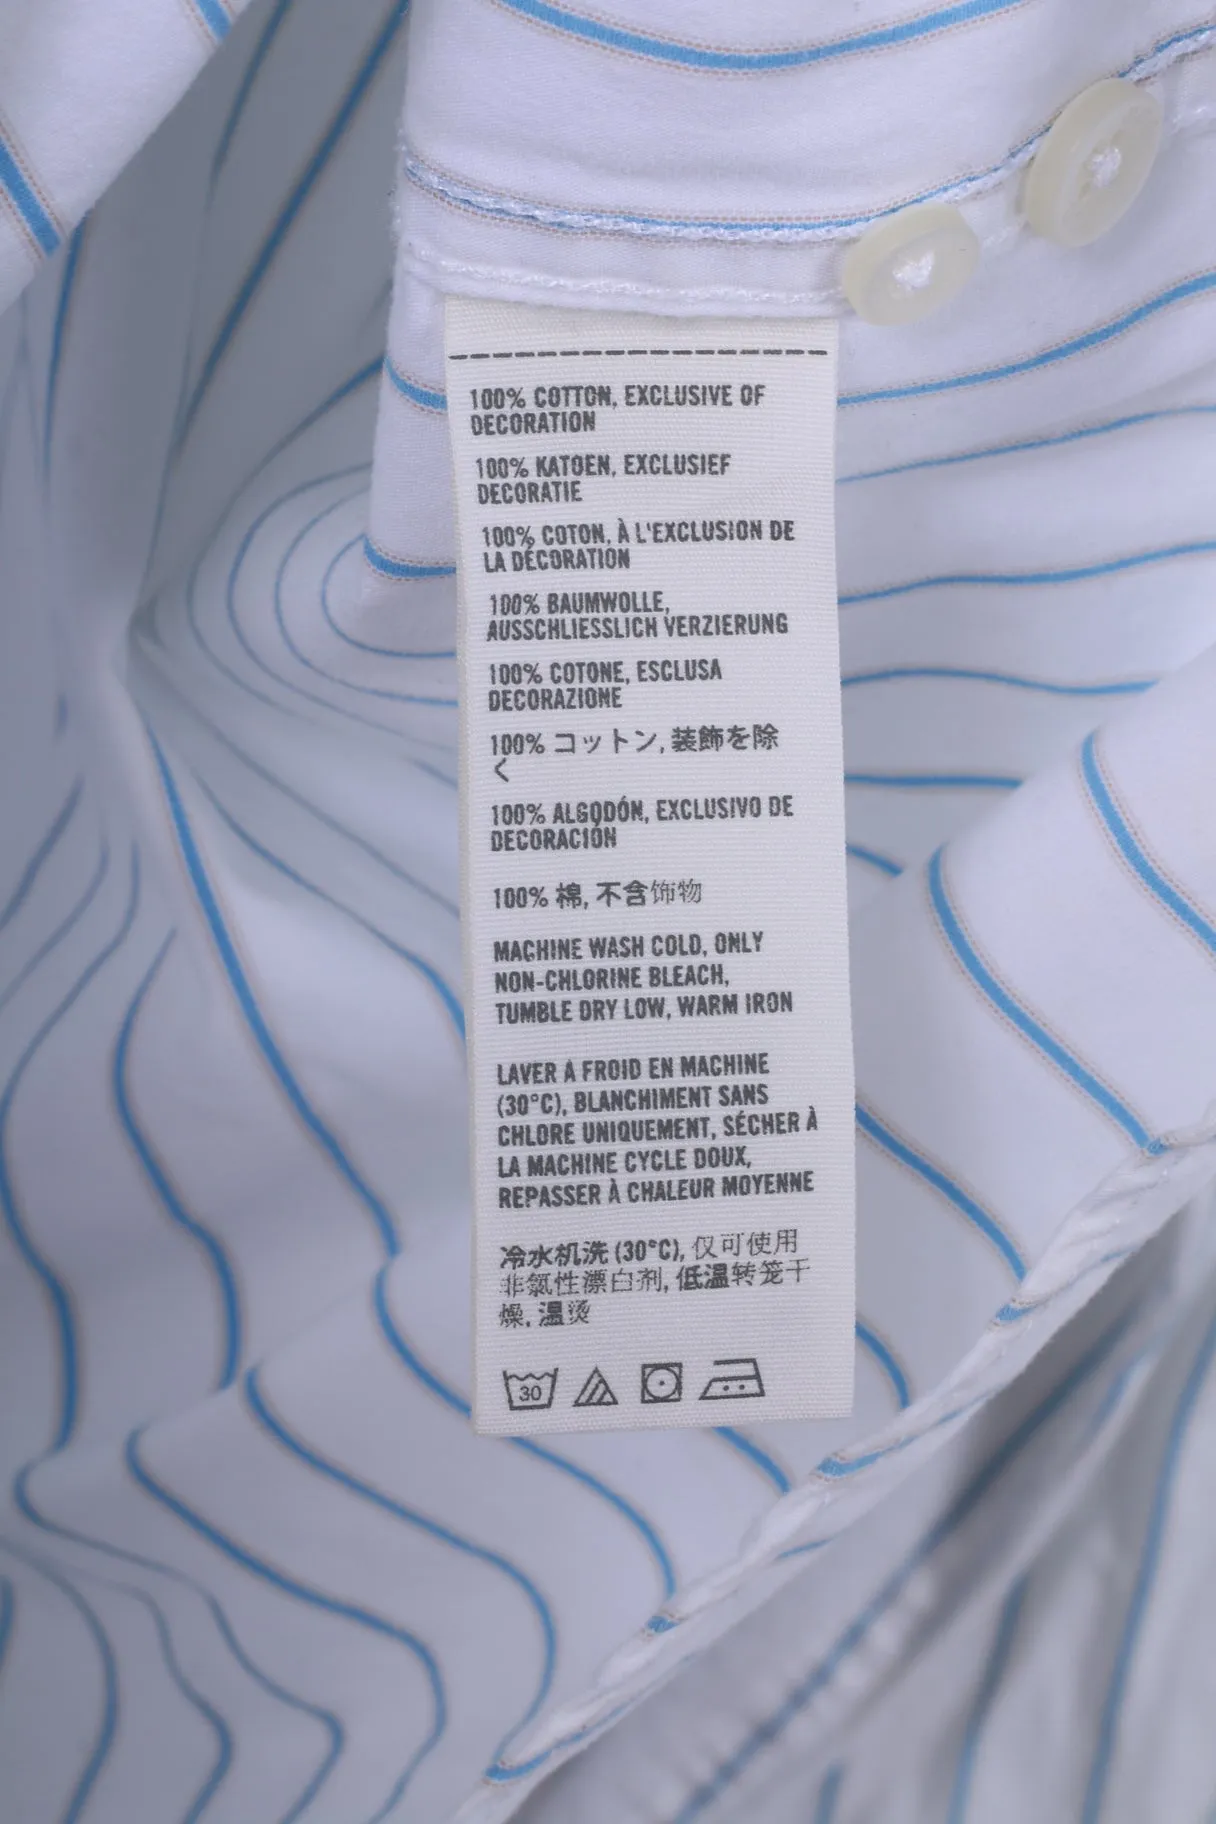 100% COTTON, EXCLUSIVE OF
DECORATION
100% KATOEN, EXCLUSIEF
DECORATIE
100% COTON, À L'EXCLUSION DE
LA DÉCORATION
100% BAUMWOLLE,
AUSSCHLIESSLICH VERZIERUNG
100% COTONE, ESCLUSA
DECORAZIONE
100% コットン, 装飾を除
く
100% ALGODÓN, EXCLUSIVO DE
DECORACIÓN
100% 棉, 不含饰物
MACHINE WASH COLD, ONLY
NON-CHLORINE BLEACH,
TUMBLE DRY LOW, WARM IRON
LAVER À FROID EN MACHINE
(30°C), BLANCHIMENT SANS
CHLORE UNIQUEMENT, SÉCHER À
LA MACHINE CYCLE DOUX,
REPASSER À CHALEUR MOYENNE
冷水机洗 (30°C), 仅可使用
非氯性漂白剂, 低温转笼干
燥, 温烫
30